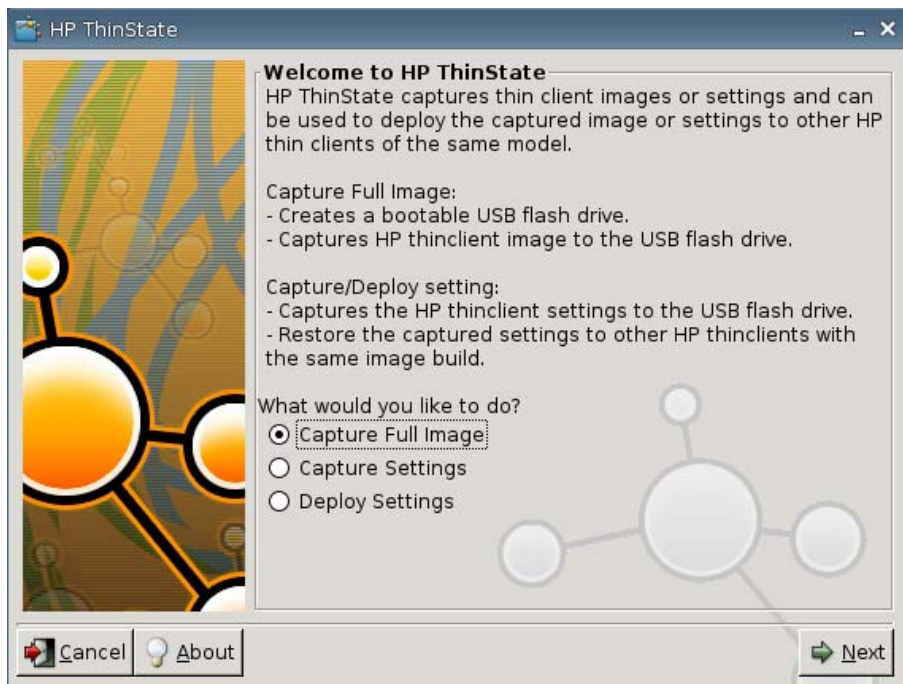 HP ThinState
Welcome to HP ThinState
HP ThinState captures thin client images or settings and can
be used to deploy the captured image or settings to other HP
thin clients of the same model.
Capture Full Image:
- Creates a bootable USB flash drive.
- Captures HP thinclient image to the USB flash drive.
Capture/Deploy setting:
- Captures the HP thinclient settings to the USB flash drive.
- Restore the captured settings to other HP thinclients with
the same image build.
What would you like to do?
Capture Full Image
Capture Settings
Deploy Settings
Cancel
About
Next